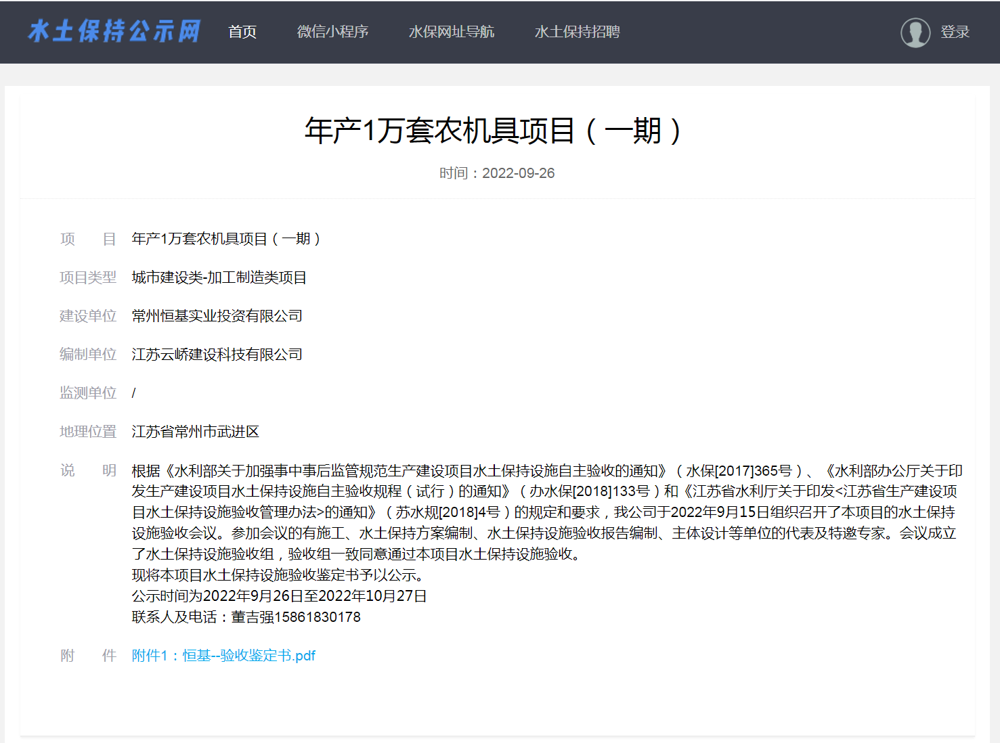 水土保持公示网 首页 微信小程序 水保网址导航 水土保持招聘 登录
年产1万套农机具项目（一期）
时间：2022-09-26
项 目 年产1万套农机具项目（一期）
项目类型 城市建设类-加工制造类项目
建设单位 常州恒基实业投资有限公司
编制单位 江苏云峤建设科技有限公司
监测单位 /
地理位置 江苏省常州市武进区
说 明 根据《水利部关于加强事中事后监管规范生产建设项目水土保持设施自主验收的通知》（水保[2017]365号）、《水利部办公厅关于印
发生产建设项目水土保持设施自主验收规程（试行）的通知》（办水保[2018]133号）和《江苏省水利厅关于印发<江苏省生产建设项
目水土保持设施验收管理办法>的通知》（苏水规[2018]4号）的规定和要求，我公司于2022年9月15日组织召开了本项目的水土保持
设施验收会议。参加会议的有施工、水土保持方案编制、水土保持设施验收报告编制、主体设计等单位的代表及特邀专家。会议成立
了水土保持设施验收组，验收组一致同意通过本项目水土保持设施验收。
现将本项目水土保持设施验收鉴定书予以公示。
公示时间为2022年9月26日至2022年10月27日
联系人及电话：董吉强15861830178
附 件 附件1：恒基--验收鉴定书.pdf